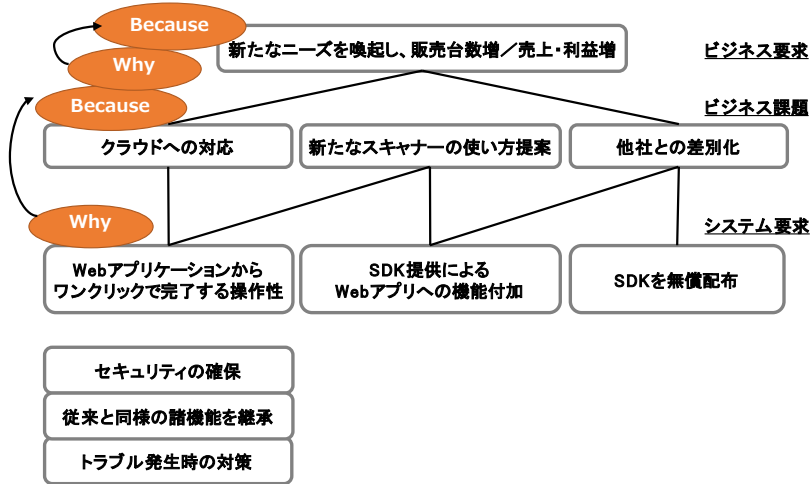 Because
新たなニーズを喚起し、販売台数増／売上・利益増
ビジネス要求
Why
Because
ビジネス課題
クラウドへの対応
新たなスキャナーの使い方提案
他社との差別化
Why
システム要求
Webアプリケーションから
ワンクリックで完了する操作性
SDK提供による
Webアプリへの機能付加
SDKを無償配布
セキュリティの確保
従来と同様の諸機能を継承
トラブル発生時の対策